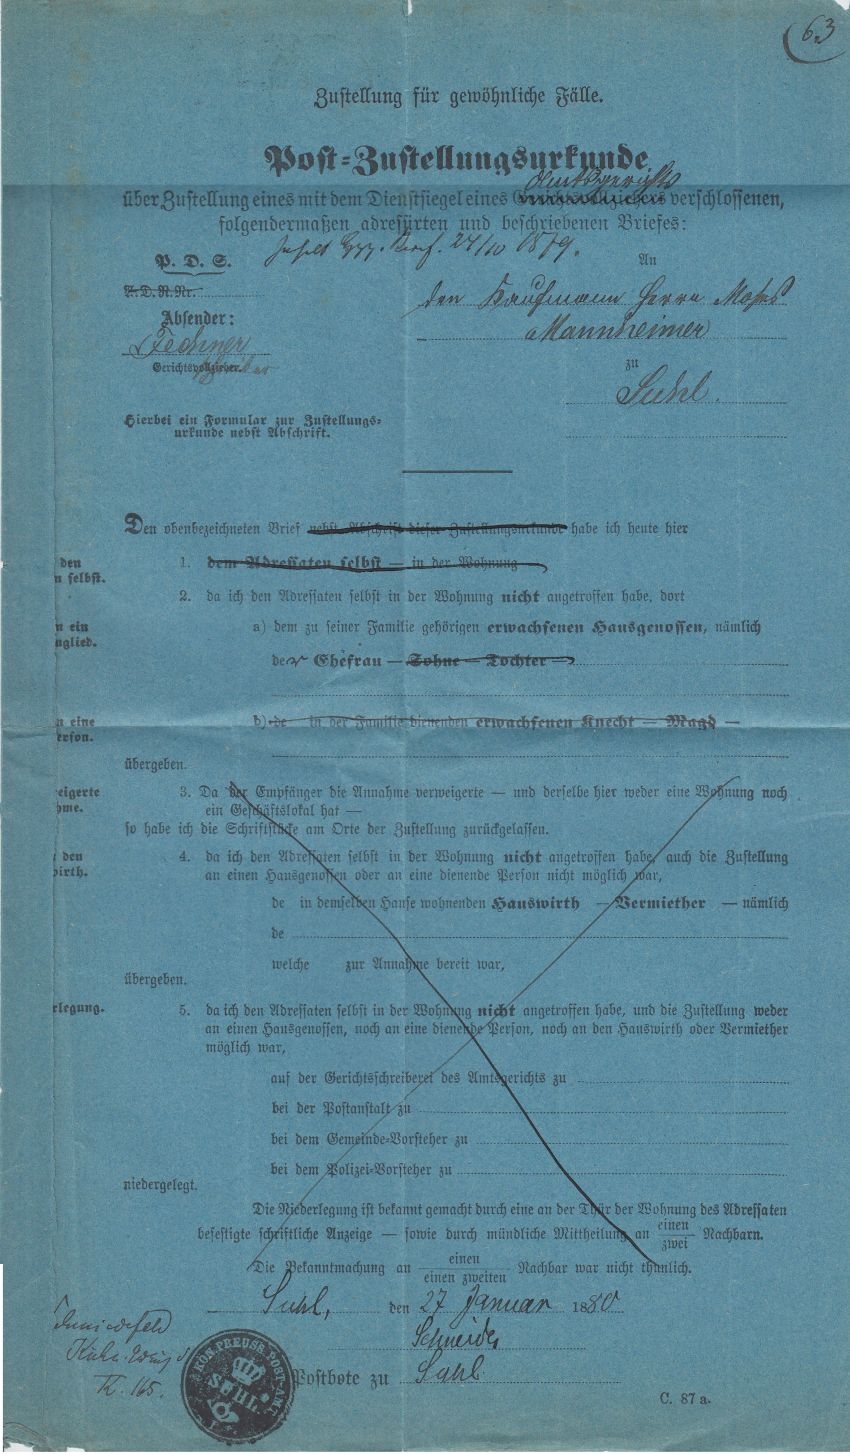 63
Zustellung für gewöhnliche Fälle.
Post-Zustellungsurkunde
Amtsgerichts
über Zustellung eines mit dem Dienstsiegel eines Gerichtsvollziehers verschlossenen,
folgendermaßen adressirten und beschriebenen Briefes:
24/10 1879.
P. D. S.
An
A. D. R. Nr.
den Kaufmann Herrn Moses
Absender:
Mannheimer
Fechner
Gerichtsvollzieher.
zu
Suhl.
Hierbei ein Formular zur Zustellungs-
urkunde nebst Abschrift.
Den obenbezeichneten Brief nebst Abschrift dieser Zustellungsurkunde habe ich heute hier
den
n selbst.
1. dem Adressaten selbst — in der Wohnung
2. da ich den Adressaten selbst in der Wohnung nicht angetroffen habe, dort
n ein
nglied.
a) dem zu seiner Familie gehörigen erwachsenen Hausgenossen, nämlich
der Ehefrau — Sohne — Tochter —
n eine
erson.
b) de in der Familie dienenden erwachsenen Knecht — Magd —
übergeben.
eigerte
hme.
3. Da der Empfänger die Annahme verweigerte — und derselbe hier weder eine Wohnung noch
ein Geschäftslokal hat —
so habe ich die Schriftstücke am Orte der Zustellung zurückgelassen.
den
birth.
4. da ich den Adressaten selbst in der Wohnung nicht angetroffen habe, auch die Zustellung
an einen Hausgenossen oder an eine dienende Person nicht möglich war,
de in demselben Hause wohnenden Hauswirth — Vermiether — nämlich
de
welche zur Annahme bereit war,
übergeben.
rlegung.
5. da ich den Adressaten selbst in der Wohnung nicht angetroffen habe, und die Zustellung weder
an einen Hausgenossen, noch an eine dienende Person, noch an den Hauswirth oder Vermiether
möglich war,
auf der Gerichtsschreiberei des Amtsgerichts zu
bei der Postanstalt zu
bei dem Gemeinde-Vorsteher zu
bei dem Polizei-Vorsteher zu
niedergelegt.
Die Niederlegung ist bekannt gemacht durch eine an der Thür der Wohnung des Adressaten
befestigte schriftliche Anzeige — sowie durch mündliche Mittheilung an einen zwei Nachbarn.
Die Bekanntmachung an einen einen zweiten Nachbar war nicht thunlich.
Suhl, den 27 Januar 1880
Schneider
Postbote zu Suhl
K. 165.
KÖN. PREUSS. POST-AMT
SUHL
C. 87 a.